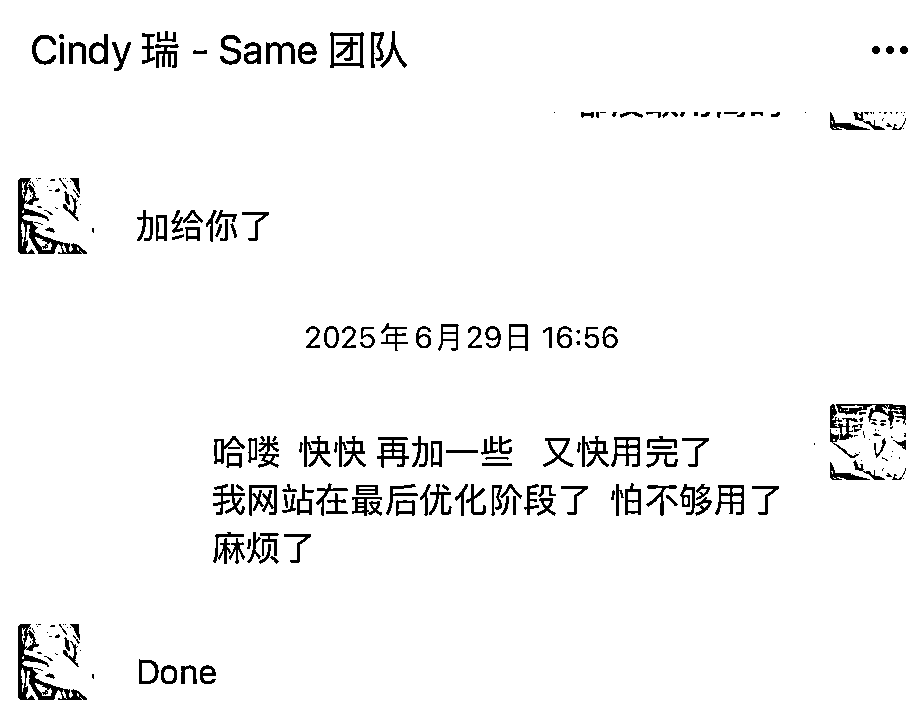 Cindy 瑞 - Same 团队
加给你了
2025年6月29日 16:56
哈喽 快快 再加一些 又快用完了
我网站在最后优化阶段了 怕不够用了
麻烦了
Done